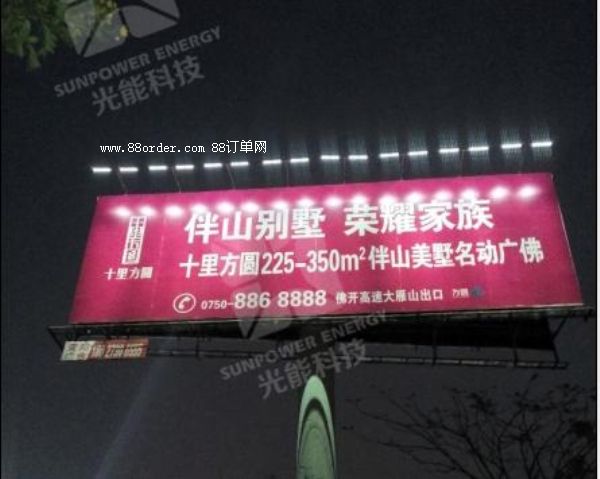 SUNPOWER ENERGY
光能科技
www.88order.com 88订单网
伴山别墅 荣耀家族
十里方圆
十里方圆225-350m²伴山美墅名动广佛
0750-886 8888 佛开高速大雁山出口
SUNPOWER ENERGY
光能科技